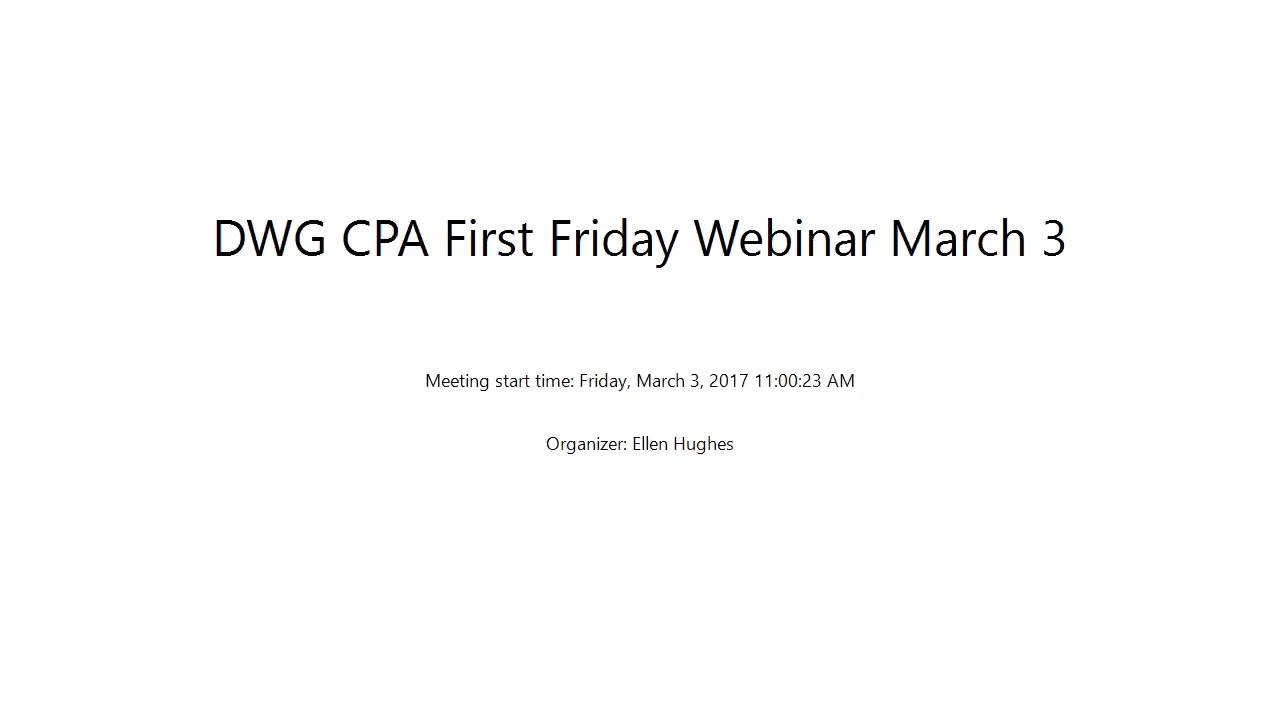 DWG CPA First Friday Webinar March 3
Meeting start time: Friday, March 3, 2017 11:00:23 AM
Organizer: Ellen Hughes